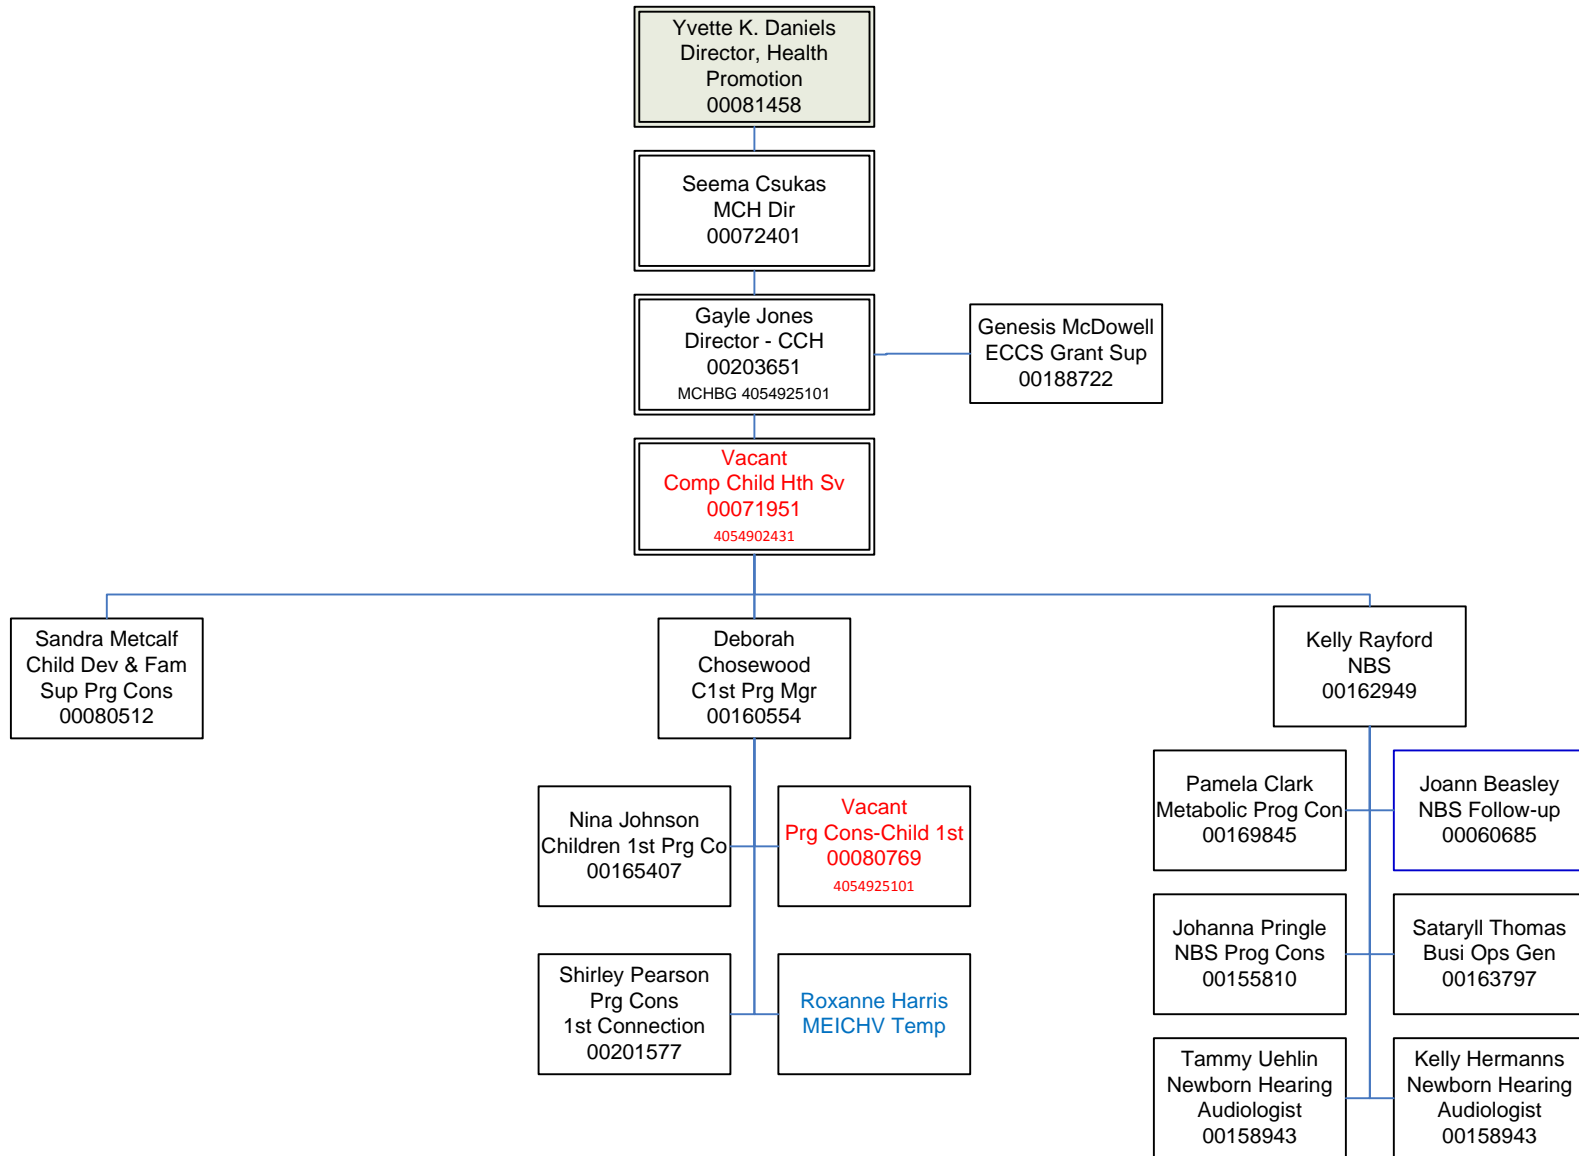 Yvette K. Daniels
Director, Health
Promotion
00081458
Seema Csukas
MCH Dir
00072401
Gayle Jones
Director - CCH
00203651
MCHBG 4054925101
Genesis McDowell
ECCS Grant Sup
00188722
Vacant
Comp Child Hth Sv
00071951
4054902431
Sandra Metcalf
Child Dev & Fam
Sup Prg Cons
00080512
Deborah
Chosewood
C1st Prg Mgr
00160554
Kelly Rayford
NBS
00162949
Nina Johnson
Children 1st Prg Co
00165407
Vacant
Prg Cons-Child 1st
00080769
4054925101
Shirley Pearson
Prg Cons
1st Connection
00201577
Roxanne Harris
MEICHV Temp
Pamela Clark
Metabolic Prog Con
00169845
Joann Beasley
NBS Follow-up
00060685
Johanna Pringle
NBS Prog Cons
00155810
Sataryll Thomas
Busi Ops Gen
00163797
Tammy Uehlin
Newborn Hearing
Audiologist
00158943
Kelly Hermanns
Newborn Hearing
Audiologist
00158943